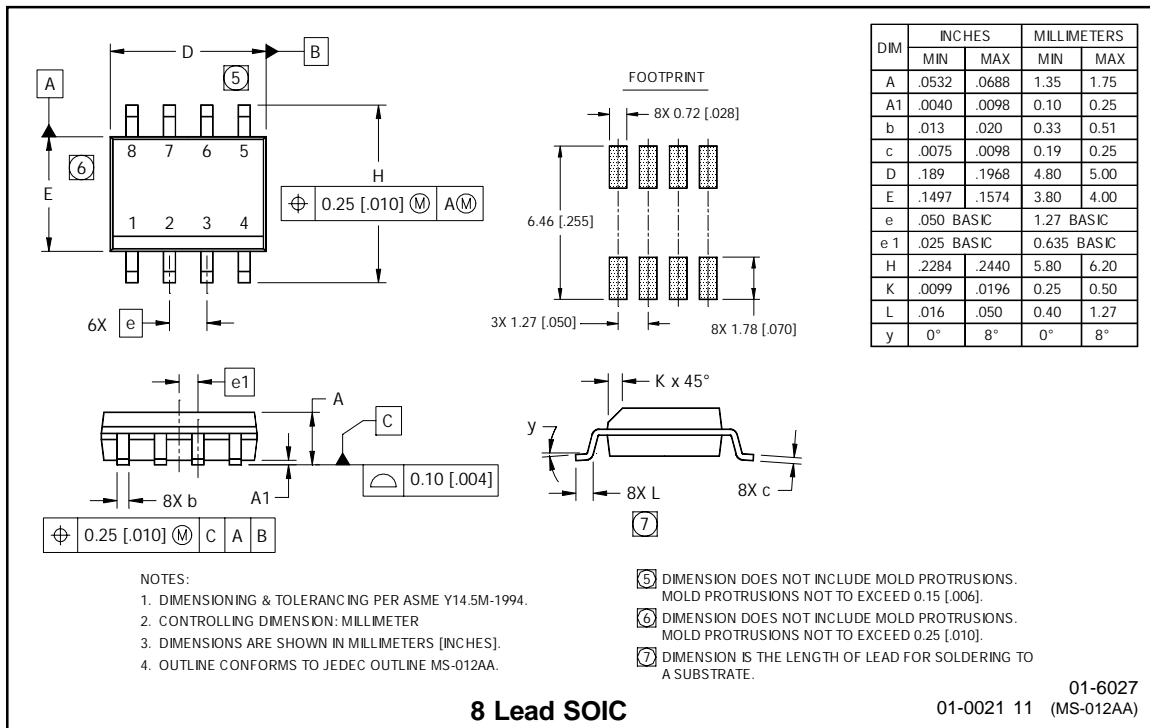 D
B
5
A
8 7 6 5
6
E
H
0.25 [.010] Ⓜ A Ⓜ
1 2 3 4
6X e
FOOTPRINT
8X 0.72 [.028]
6.46 [.255]
3X 1.27 [.050]
8X 1.78 [.070]
DIM INCHES MILLIMETERS
MIN MAX MIN MAX
A .0532 .0688 1.35 1.75
A1 .0040 .0098 0.10 0.25
b .013 .020 0.33 0.51
c .0075 .0098 0.19 0.25
D .189 .1968 4.80 5.00
E .1497 .1574 3.80 4.00
e .050 BASIC 1.27 BASIC
e 1 .025 BASIC 0.635 BASIC
H .2284 .2440 5.80 6.20
K .0099 .0196 0.25 0.50
L .016 .050 0.40 1.27
y 0° 8° 0° 8°
e1
A
C
0.10 [.004]
A1
8X b
0.25 [.010] Ⓜ C A B
K x 45°
y
8X L
7
8X c
NOTES:
1. DIMENSIONING & TOLERANCING PER ASME Y14.5M-1994.
2. CONTROLLING DIMENSION: MILLIMETER
3. DIMENSIONS ARE SHOWN IN MILLIMETERS [INCHES].
4. OUTLINE CONFORMS TO JEDEC OUTLINE MS-012AA.
5 DIMENSION DOES NOT INCLUDE MOLD PROTRUSIONS.
MOLD PROTRUSIONS NOT TO EXCEED 0.15 [.006].
6 DIMENSION DOES NOT INCLUDE MOLD PROTRUSIONS.
MOLD PROTRUSIONS NOT TO EXCEED 0.25 [.010].
7 DIMENSION IS THE LENGTH OF LEAD FOR SOLDERING TO
A SUBSTRATE.
8 Lead SOIC
01-6027
01-0021 11 (MS-012AA)